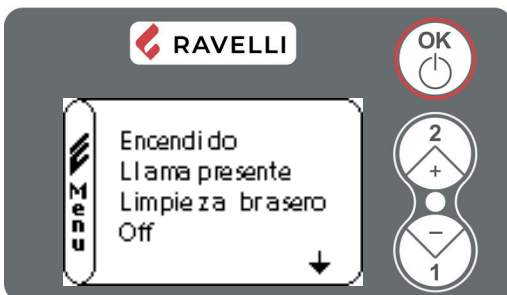 RAVELLI
OK
Menu
Encendido
Llama presente
Limpieza brasero
Off
2
+
−
1